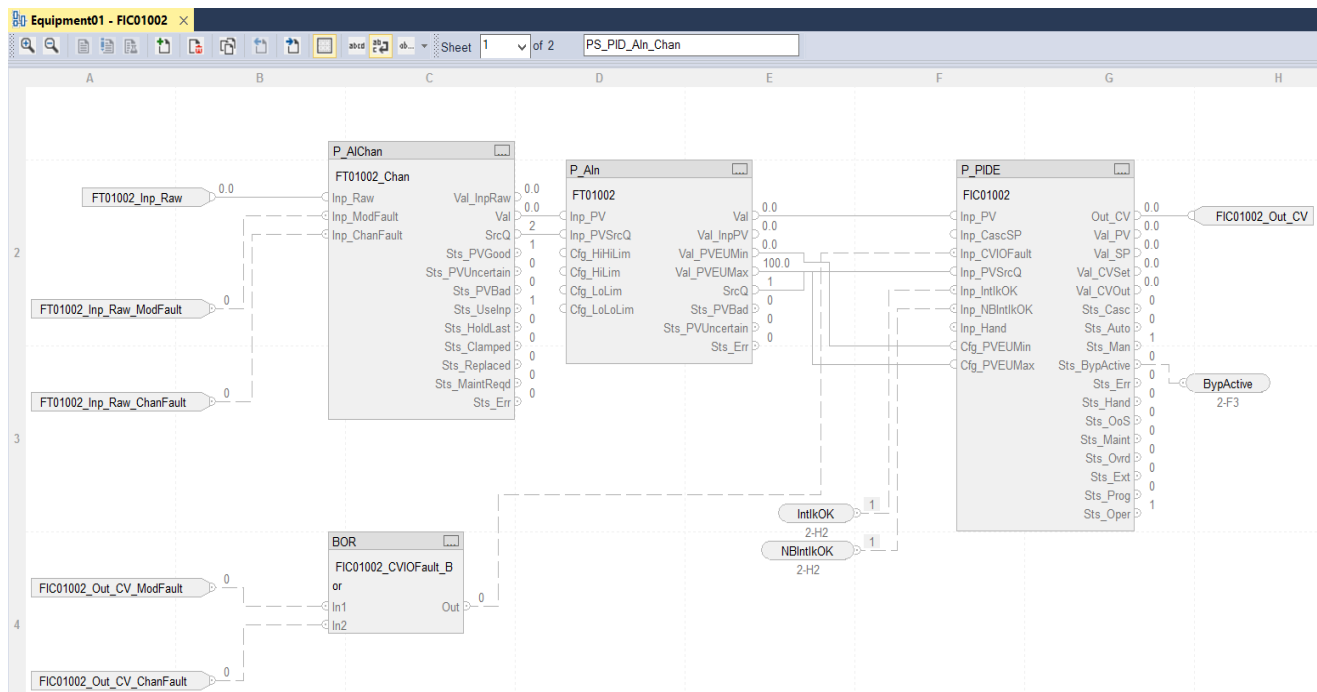 Equipment01 - FIC01002 ×
abcd ab c ab... Sheet 1 of 2 PS_PID_AIn_Chan
A B C D E F G H
2
3
4
FT01002_Inp_Raw 0.0
FT01002_Inp_Raw_ModFault 0
FT01002_Inp_Raw_ChanFault 0
P_AIChan
FT01002_Chan
Inp_Raw Val_InpRaw 0.0
Inp_ModFault Val 0.0
Inp_ChanFault SrcQ 2
Sts_PVGood 1
Sts_PVUncertain 0
Sts_PVBad 0
Sts_UseInp 1
Sts_HoldLast 0
Sts_Clamped 0
Sts_Replaced 0
Sts_MaintReqd 0
Sts_Err 0
P_AIn
FT01002
Inp_PV Val 0.0
Inp_PVSrcQ Val_InpPV 0.0
Cfg_HiHiLim Val_PVEUMin 0.0
Cfg_HiLim Val_PVEUMax 100.0
Cfg_LoLim SrcQ 1
Cfg_LoLoLim Sts_PVBad 0
Sts_PVUncertain 0
Sts_Err 0
P_PIDE
FIC01002
Inp_PV Out_CV 0.0
Inp_CascSP Val_PV 0.0
Inp_CVIOFault Val_SP 0.0
Inp_PVSrcQ Val_CVSet 0.0
Inp_IntlkOK Val_CVOut 0.0
Inp_NBIntlkOK Sts_Casc 0
Inp_Hand Sts_Auto 0
Cfg_PVEUMin Sts_Man 1
Cfg_PVEUMax Sts_BypActive 0
Sts_Err 0
Sts_Hand 0
Sts_OoS 0
Sts_Maint 0
Sts_Ovrd 0
Sts_Ext 0
Sts_Prog 0
Sts_Oper 1
FIC01002_Out_CV
BypActive
2-F3
IntlkOK 1
2-H2
NBIntlkOK 1
2-H2
BOR
FIC01002_CVIOFault_B
or
In1 Out 0
In2
FIC01002_Out_CV_ModFault 0
FIC01002_Out_CV_ChanFault 0